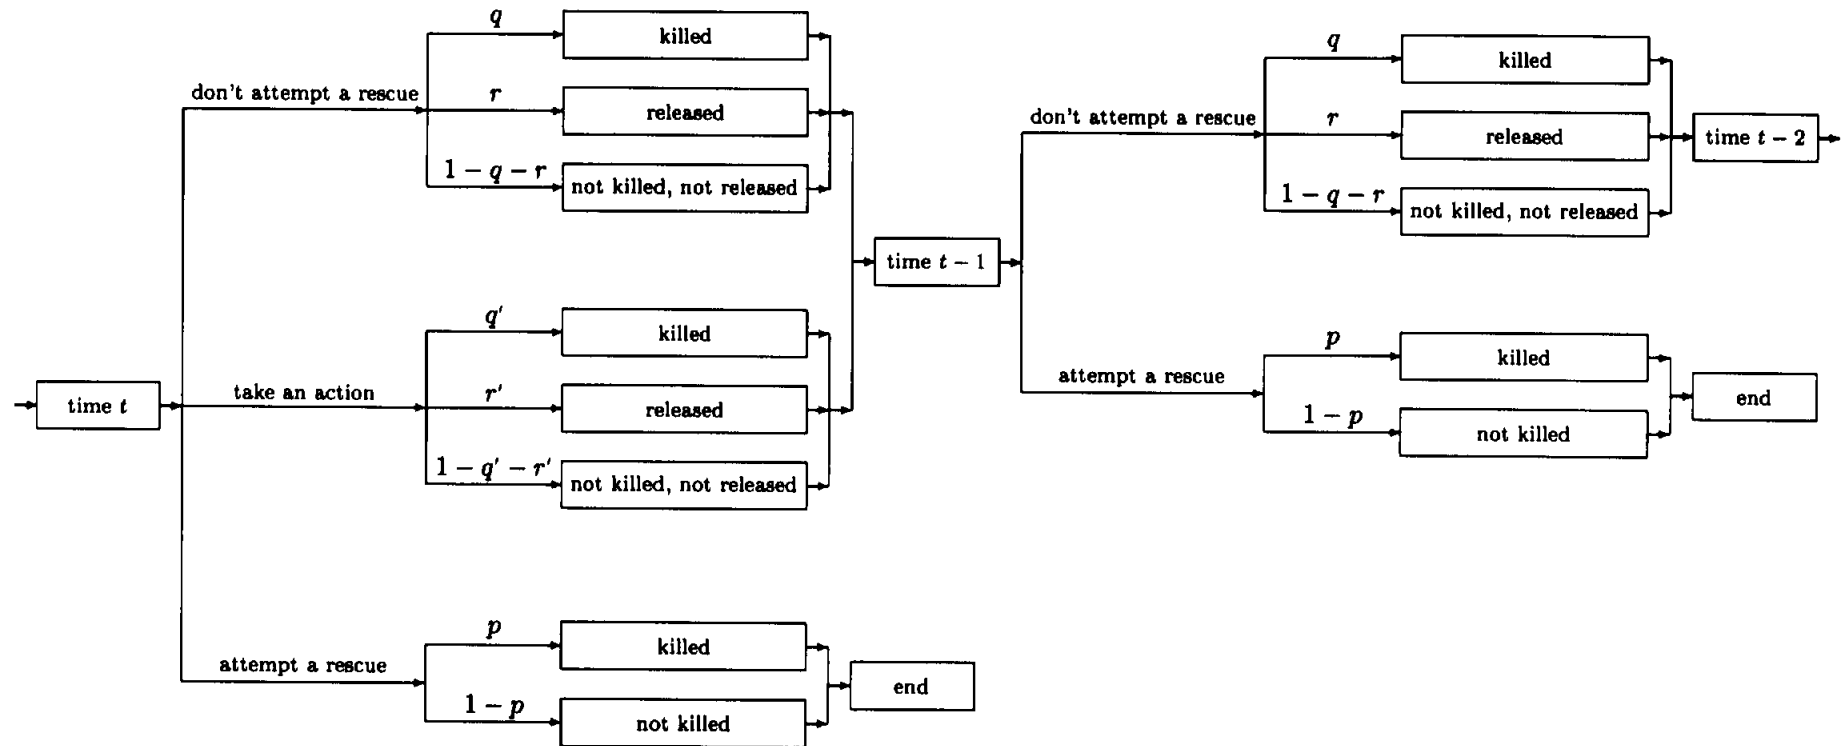 time t
don't attempt a rescue
q
killed
r
released
1 − q − r
not killed, not released
take an action
q′
killed
r′
released
1 − q′ − r′
not killed, not released
attempt a rescue
p
killed
1 − p
not killed
end
time t − 1
don't attempt a rescue
q
killed
r
released
1 − q − r
not killed, not released
time t − 2
attempt a rescue
p
killed
1 − p
not killed
end